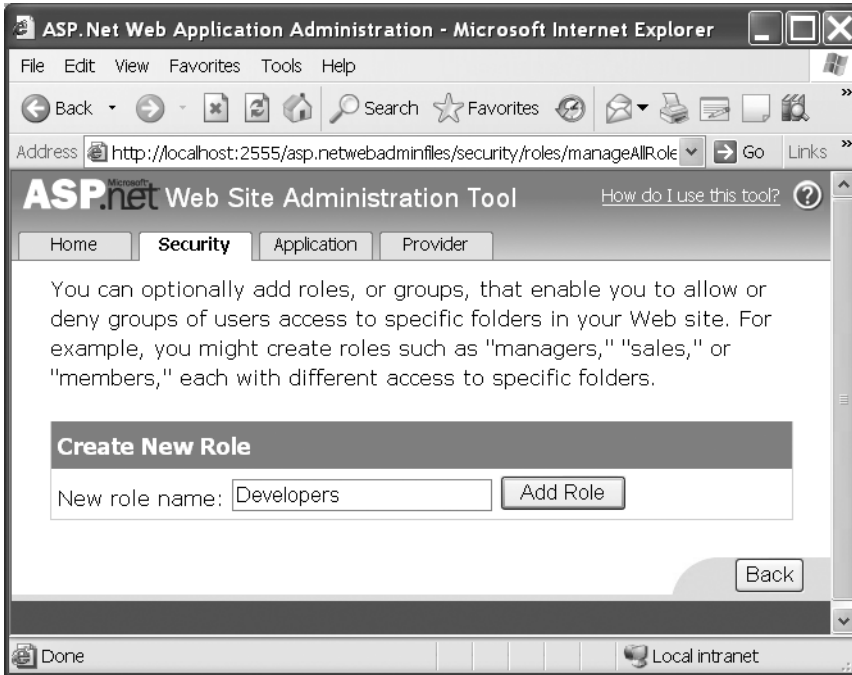 ASP.Net Web Application Administration - Microsoft Internet Explorer
File Edit View Favorites Tools Help
Back Search Favorites »
Address http://localhost:2555/asp.netwebadminfiles/security/roles/manageAllRole Go Links »
Microsoft
ASP.net Web Site Administration Tool How do I use this tool? ?
Home Security Application Provider
You can optionally add roles, or groups, that enable you to allow or
deny groups of users access to specific folders in your Web site. For
example, you might create roles such as "managers," "sales," or
"members," each with different access to specific folders.
Create New Role
New role name: Developers Add Role
Back
Done Local intranet